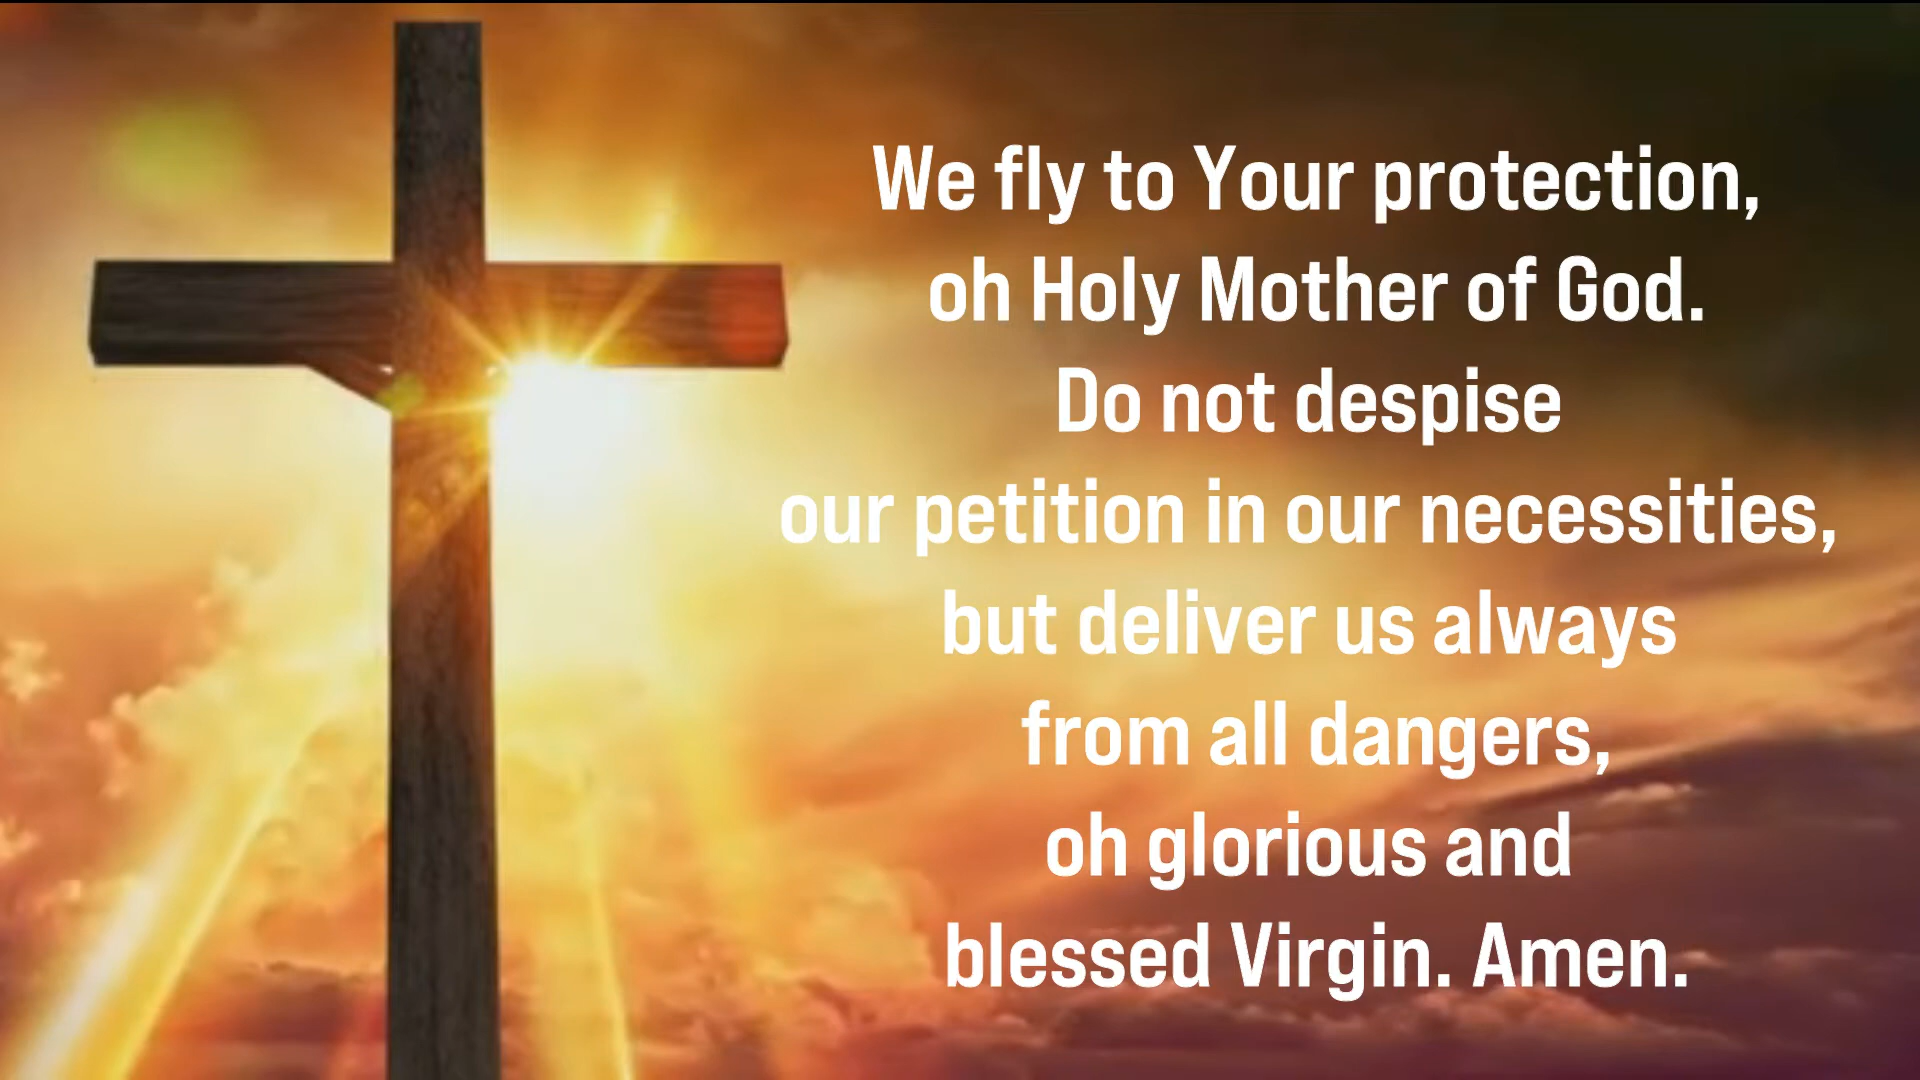 We fly to Your protection,
oh Holy Mother of God.
Do not despise
our petition in our necessities,
but deliver us always
from all dangers,
oh glorious and
blessed Virgin. Amen.